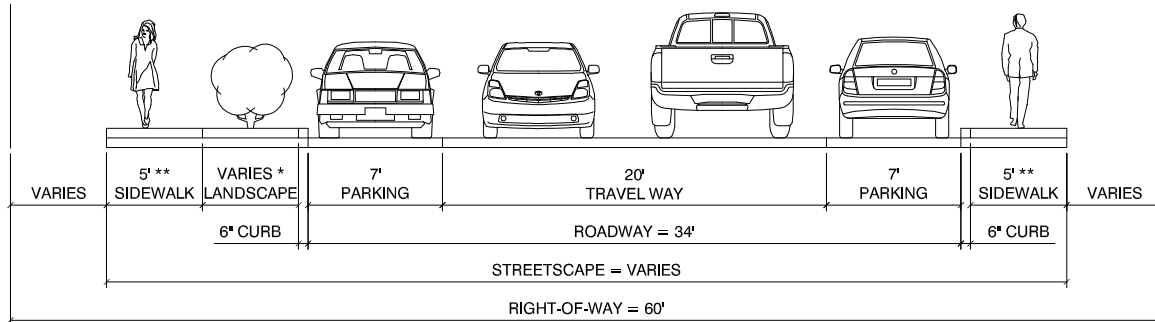 VARIES
5' **
SIDEWALK
VARIES *
LANDSCAPE
7'
PARKING
20'
TRAVEL WAY
7'
PARKING
5' **
SIDEWALK
VARIES
6" CURB
ROADWAY = 34'
6" CURB
STREETSCAPE = VARIES
RIGHT-OF-WAY = 60'